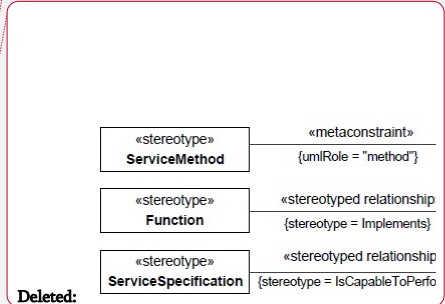 «stereotype»
ServiceMethod
«metaconstraint»
{umlRole = "method"}
«stereotype»
Function
«stereotyped relationship
{stereotype = Implements}
«stereotype»
ServiceSpecification
«stereotyped relationship
{stereotype = IsCapableToPerfo
Deleted: